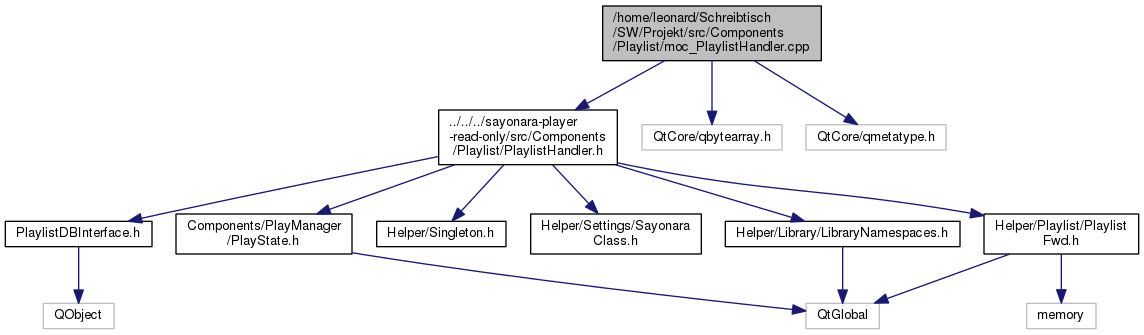 /home/leonard/Schreibtisch
/SW/Projekt/src/Components
/Playlist/moc_PlaylistHandler.cpp
../../../sayonara-player
-read-only/src/Components
/Playlist/PlaylistHandler.h
QtCore/qbytearray.h
QtCore/qmetatype.h
PlaylistDBInterface.h
Components/PlayManager
/PlayState.h
Helper/Singleton.h
Helper/Settings/Sayonara
Class.h
Helper/Library/LibraryNamespaces.h
Helper/Playlist/Playlist
Fwd.h
QObject
QtGlobal
memory